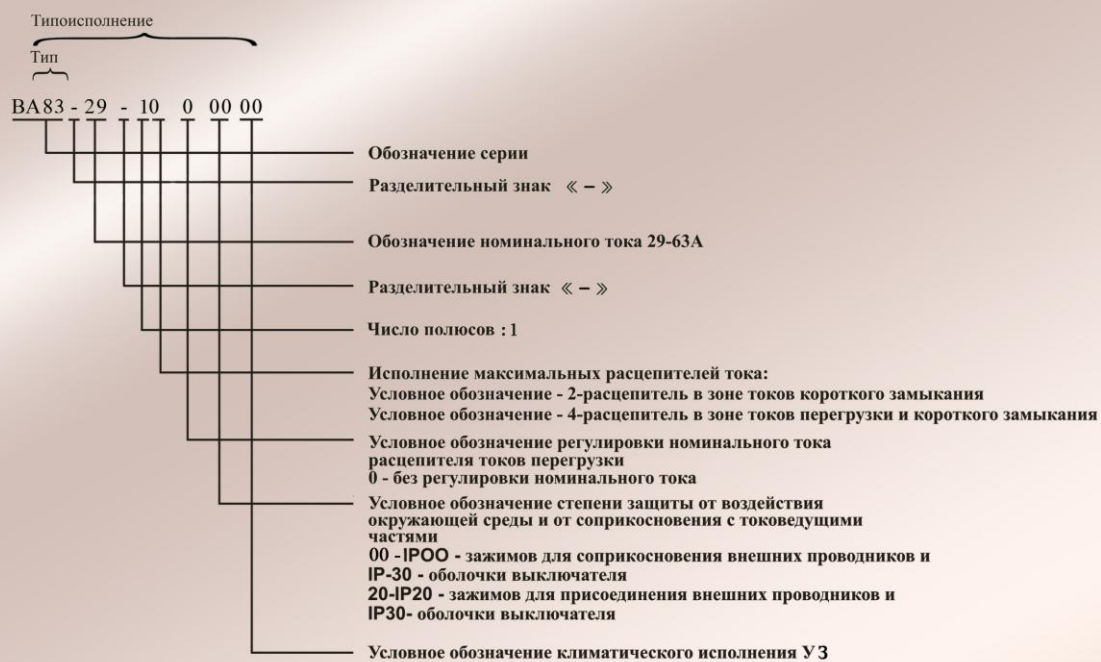 Типоисполнение
Тип
ВА83 - 29 - 10 0 00 00
Обозначение серии
Разделительный знак « – »
Обозначение номинального тока 29-63А
Разделительный знак « – »
Число полюсов : 1
Исполнение максимальных расцепителей тока:
Условное обозначение - 2-расцепитель в зоне токов короткого замыкания
Условное обозначение - 4-расцепитель в зоне токов перегрузки и короткого замыкания
Условное обозначение регулировки номинального тока
расцепителя токов перегрузки
0 - без регулировки номинального тока
Условное обозначение степени защиты от воздействия
окружающей среды и от соприкосновения с токоведущими
частями
00 - IPOO - зажимов для соприкосновения внешних проводников и
IP-30 - оболочки выключателя
20-IP20 - зажимов для присоединения внешних проводников и
IP30- оболочки выключателя
Условное обозначение климатического исполнения У3